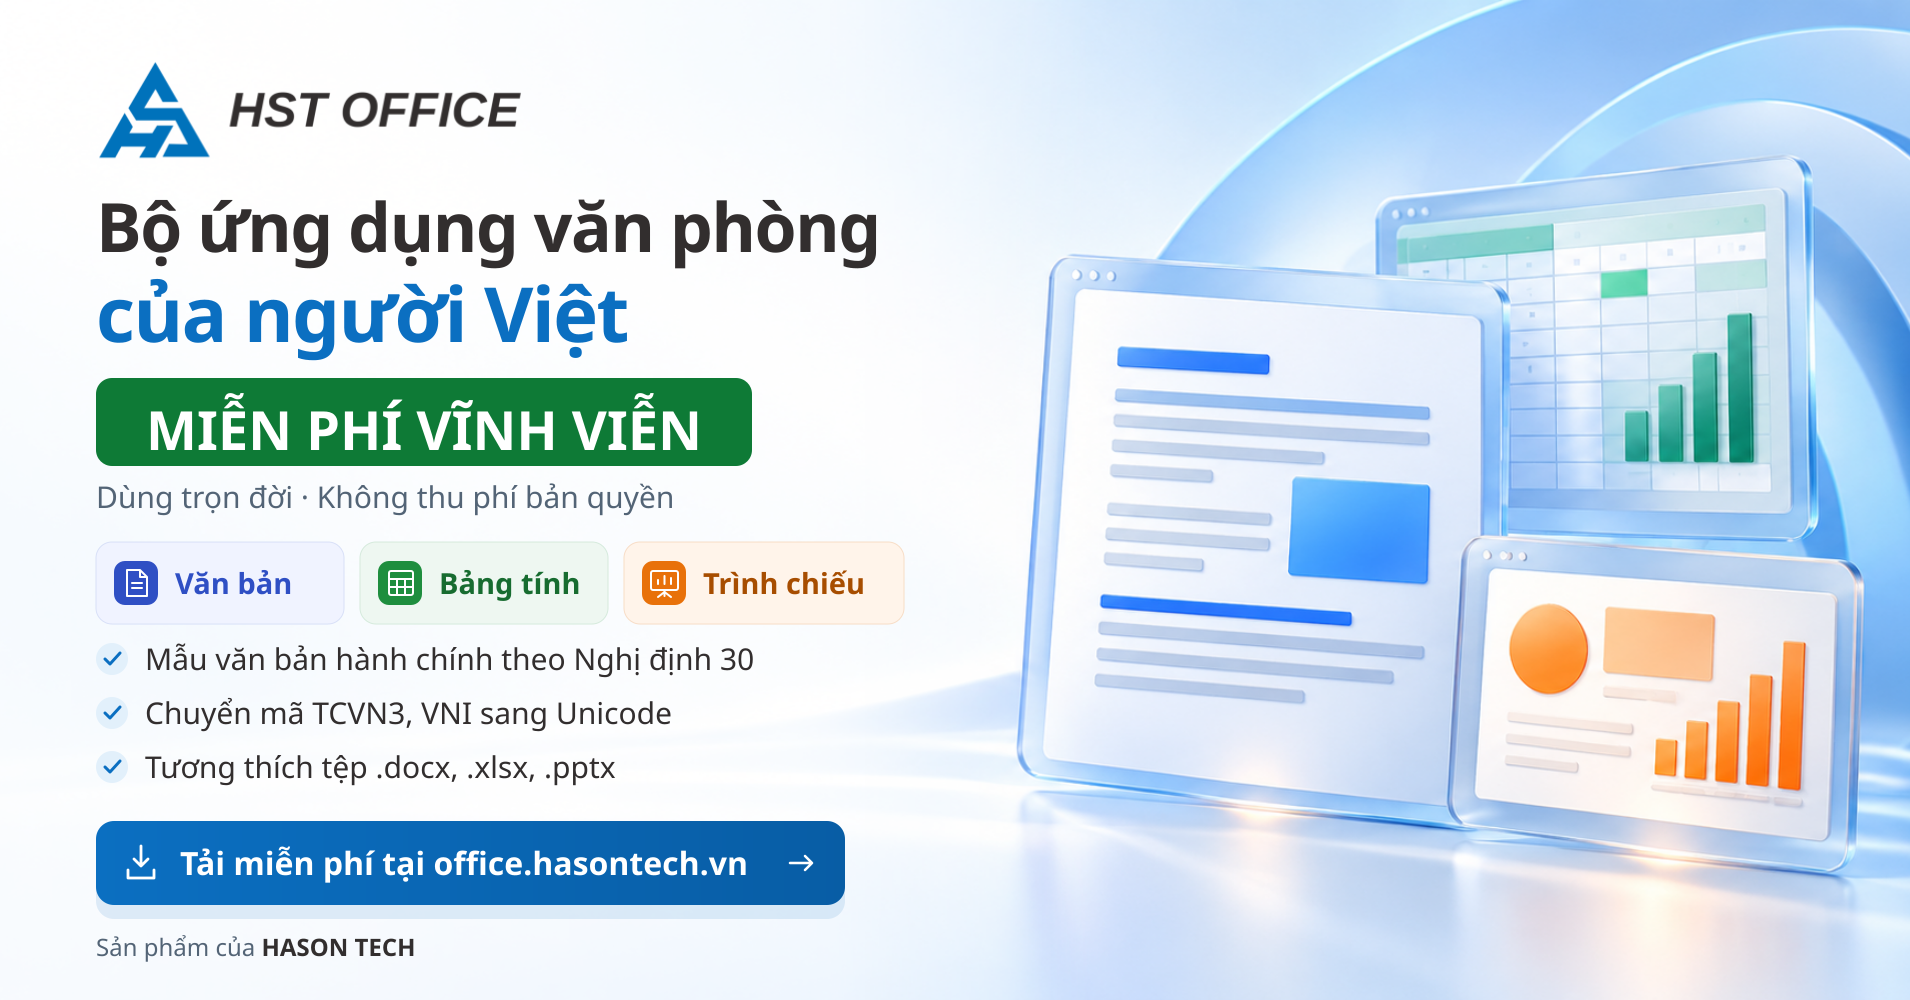 HST OFFICE
Bộ ứng dụng văn phòng
của người Việt
MIỄN PHÍ VĨNH VIỄN
Dùng trọn đời · Không thu phí bản quyền
Văn bản
Bảng tính
Trình chiếu
Mẫu văn bản hành chính theo Nghị định 30
Chuyển mã TCVN3, VNI sang Unicode
Tương thích tệp .docx, .xlsx, .pptx
Tải miễn phí tại office.hasontech.vn →
Sản phẩm của HASON TECH